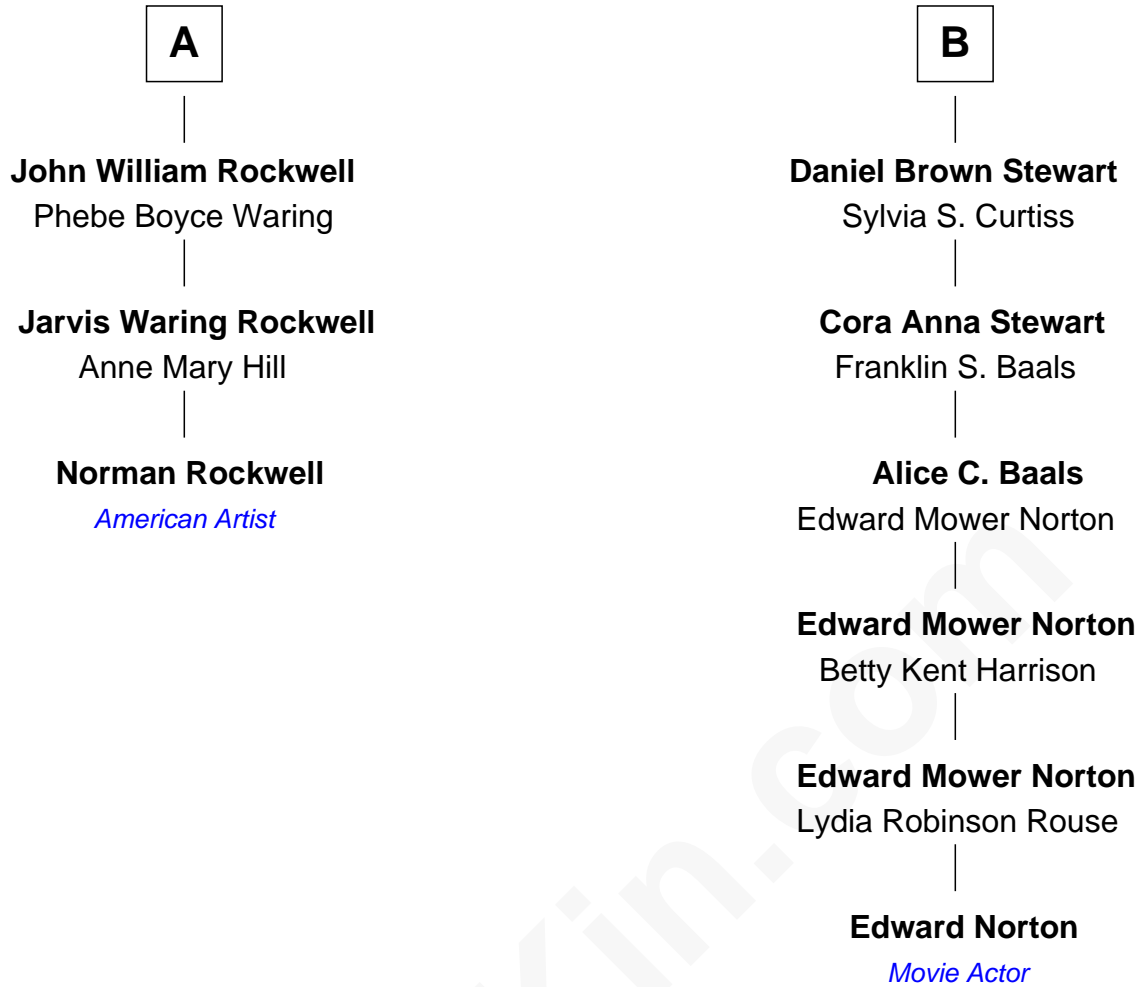 A
John William Rockwell
Phebe Boyce Waring
Jarvis Waring Rockwell
Anne Mary Hill
Norman Rockwell
American Artist
B
Daniel Brown Stewart
Sylvia S. Curtiss
Cora Anna Stewart
Franklin S. Baals
Alice C. Baals
Edward Mower Norton
Edward Mower Norton
Betty Kent Harrison
Edward Mower Norton
Lydia Robinson Rouse
Edward Norton
Movie Actor
Kin.com